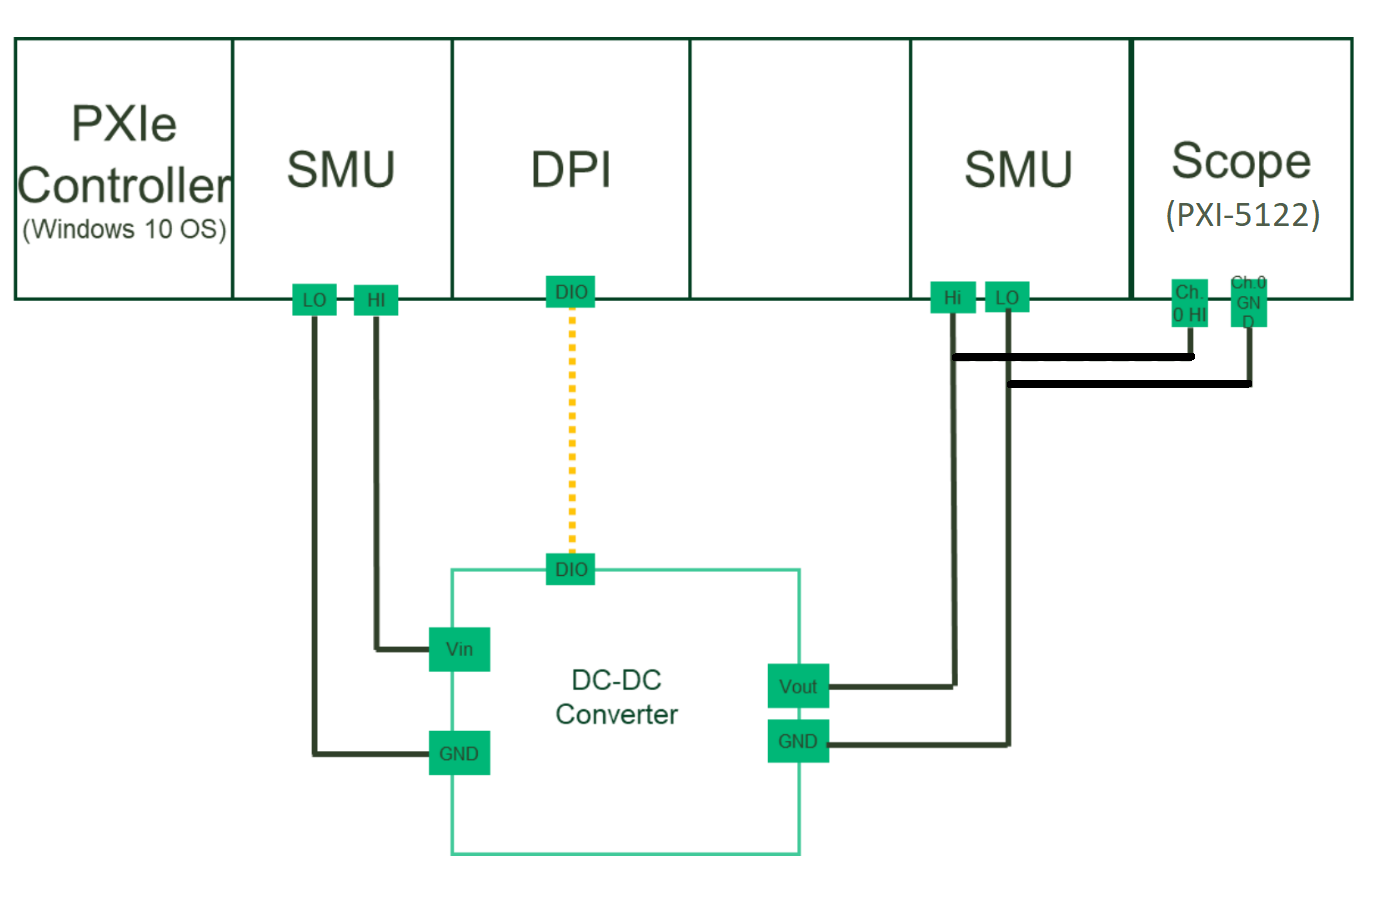 PXIe
Controller
(Windows 10 OS)
SMU
DPI
SMU
Scope
(PXI-5122)
LO
HI
DIO
Hi
LO
Ch.
0 HI
Ch.0
GN
D
DIO
Vin
GND
DC-DC
Converter
Vout
GND